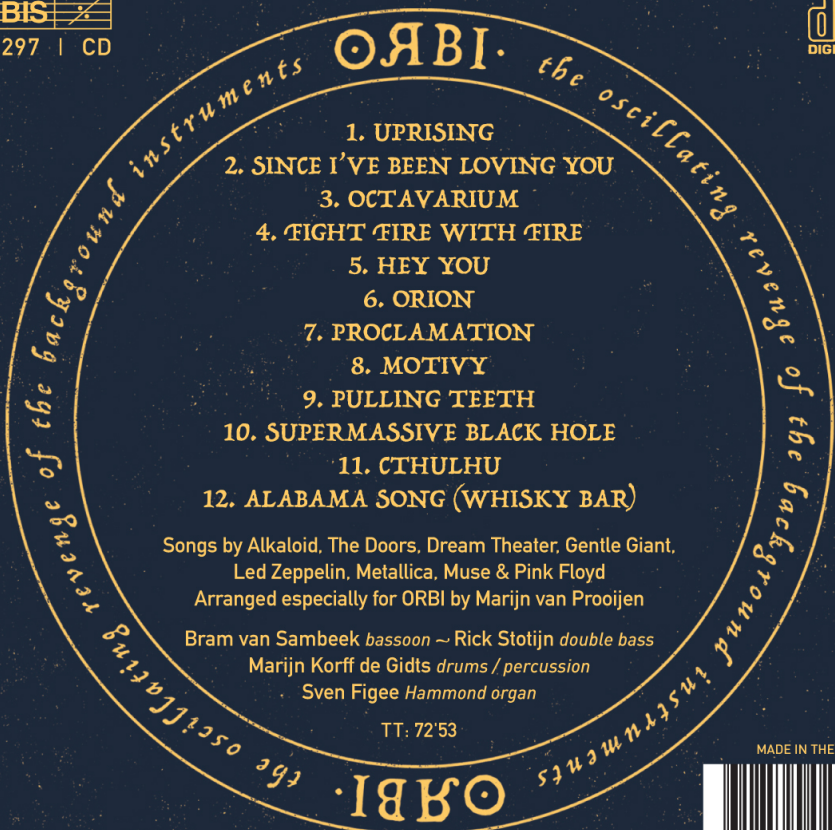 BIS
297 | CD
DIGI
ORBI · the oscillating revenge of the background instruments
1. UPRISING
2. SINCE I'VE BEEN LOVING YOU
3. OCTAVARIUM
4. FIGHT FIRE WITH FIRE
5. HEY YOU
6. ORION
7. PROCLAMATION
8. MOTIVY
9. PULLING TEETH
10. SUPERMASSIVE BLACK HOLE
11. CTHULHU
12. ALABAMA SONG (WHISKY BAR)
Songs by Alkaloid, The Doors, Dream Theater, Gentle Giant,
Led Zeppelin, Metallica, Muse & Pink Floyd
Arranged especially for ORBI by Marijn van Prooijen
Bram van Sambeek bassoon ~ Rick Stotijn double bass
Marijn Korff de Gidts drums / percussion
Sven Figee Hammond organ
TT: 72'53
ORBI · the oscillating revenge of the background instruments
MADE IN THE